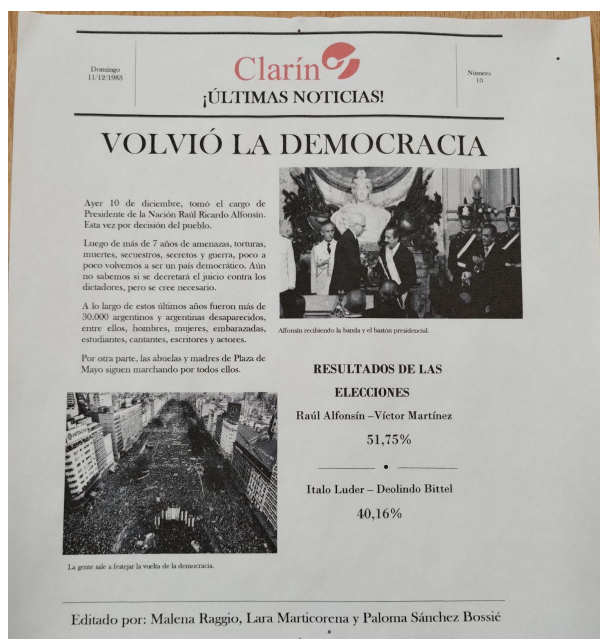 Domingo
11/12/1983
Clarín
¡ÚLTIMAS NOTICIAS!
Número
10
VOLVIÓ LA DEMOCRACIA
Ayer 10 de diciembre, tomó el cargo de
Presidente de la Nación Raúl Ricardo Alfonsín.
Esta vez por decisión del pueblo.
Luego de más de 7 años de amenazas, torturas,
muertes, secuestros, secretos y guerra, poco a
poco volvemos a ser un país democrático. Aún
no sabemos si se decretará el juicio contra los
dictadores, pero se cree necesario.
A lo largo de estos últimos años fueron más de
30.000 argentinos y argentinas desaparecidos,
entre ellos, hombres, mujeres, embarazadas,
estudiantes, cantantes, escritores y actores.
Por otra parte, las abuelas y madres de Plaza de
Mayo siguen marchando por todos ellos.
Alfonsín recibiendo la banda y el bastón presidencial.
RESULTADOS DE LAS
ELECCIONES
Raúl Alfonsín –Víctor Martínez
51,75%
Italo Luder – Deolindo Bittel
40,16%
La gente sale a festejar la vuelta de la democracia.
Editado por: Malena Raggio, Lara Marticorena y Paloma Sánchez Bossié